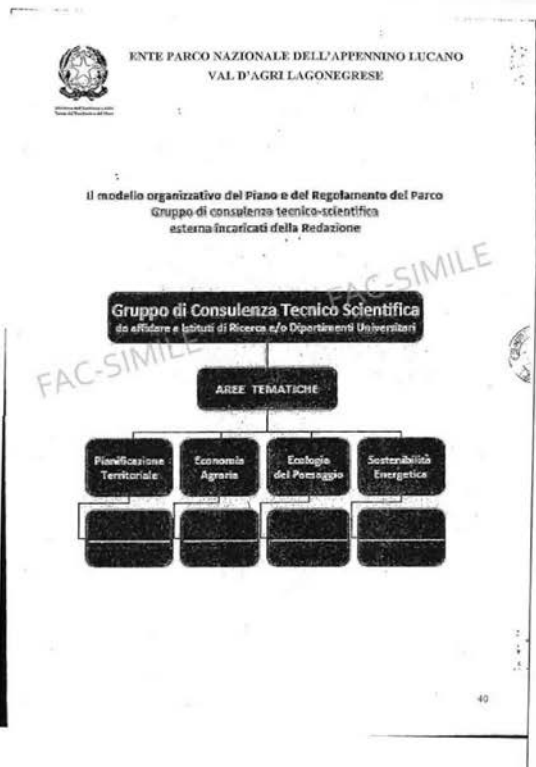 ENTE PARCO NAZIONALE DELL'APPENNINO LUCANO
VAL D'AGRI LAGONEGRESE
Il modello organizzativo del Piano e del Regolamento del Parco
Gruppo di consulenza tecnico-scientifica
esterna incaricati della Redazione
FAC-SIMILE
Gruppo di Consulenza Tecnico Scientifica
da affidare a Istituti di Ricerca e/o Dipartimenti Universitari
FAC-SIMILE
AREE TEMATICHE
Pianificazione
Territoriale
Economia
Agraria
Ecologia
del Paesaggio
Sostenibilità
Energetica
40